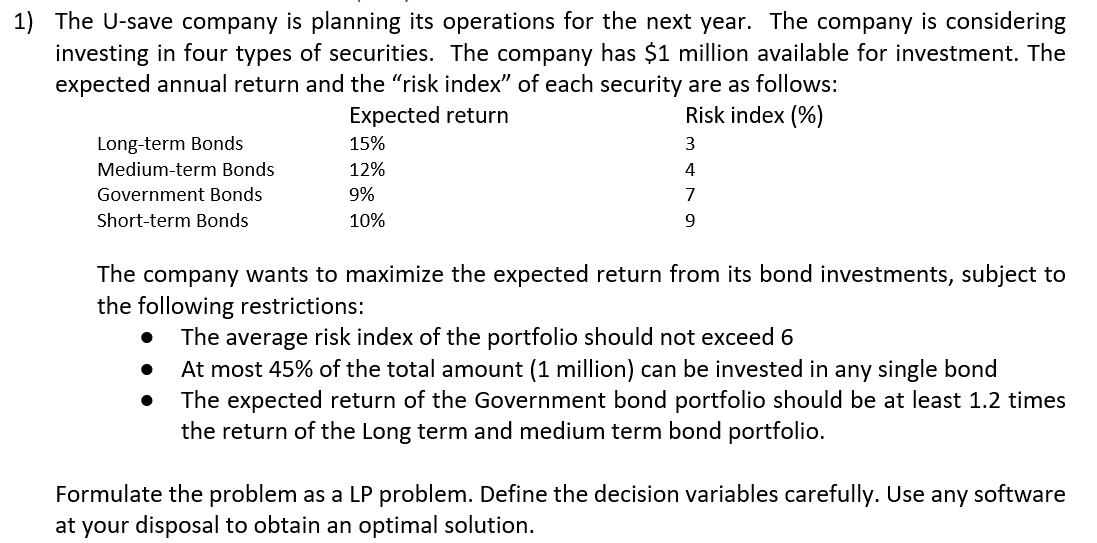 1) The U-save company is planning its operations for the next year. The company is considering
investing in four types of securities. The company has $1 million available for investment. The
expected annual return and the “risk index” of each security are as follows:
Expected return Risk index (%)
Long-term Bonds 15% 3
Medium-term Bonds 12% 4
Government Bonds 9% 7
Short-term Bonds 10% 9
The company wants to maximize the expected return from its bond investments, subject to
the following restrictions:
● The average risk index of the portfolio should not exceed 6
● At most 45% of the total amount (1 million) can be invested in any single bond
● The expected return of the Government bond portfolio should be at least 1.2 times
the return of the Long term and medium term bond portfolio.
Formulate the problem as a LP problem. Define the decision variables carefully. Use any software
at your disposal to obtain an optimal solution.